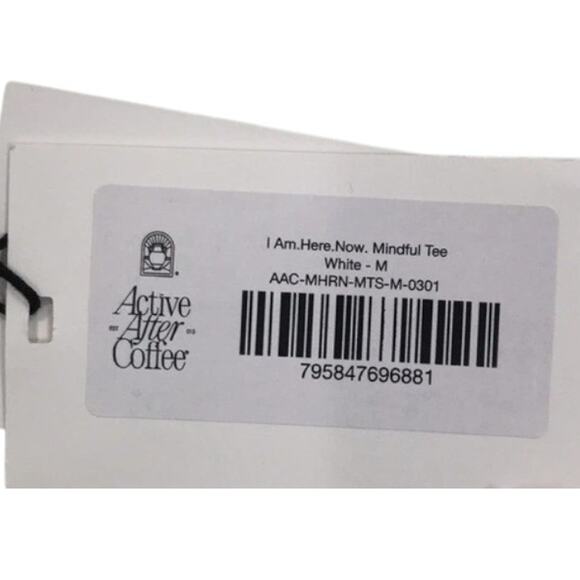 I Am.Here.Now. Mindful Tee
White - M
AAC-MHRN-MTS-M-0301
795847696881
®
Active
After
Coffee